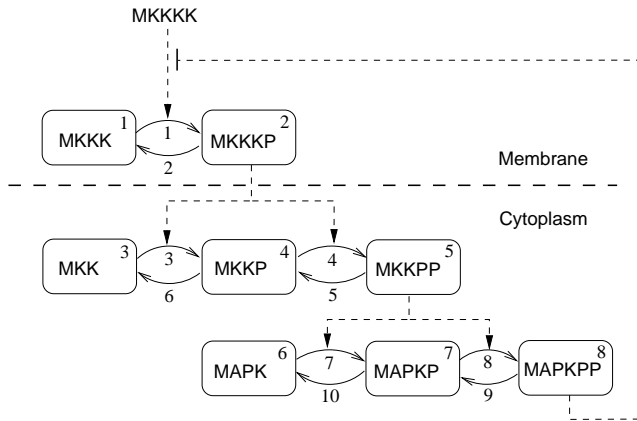 MKKKK
1 2
MKKK 1 MKKKP
2
Membrane
Cytoplasm
3 4 5
MKK 3 MKKP 4 MKKPP
6 5
6 7 8
MAPK 7 MAPKP 8 MAPKPP
10 9